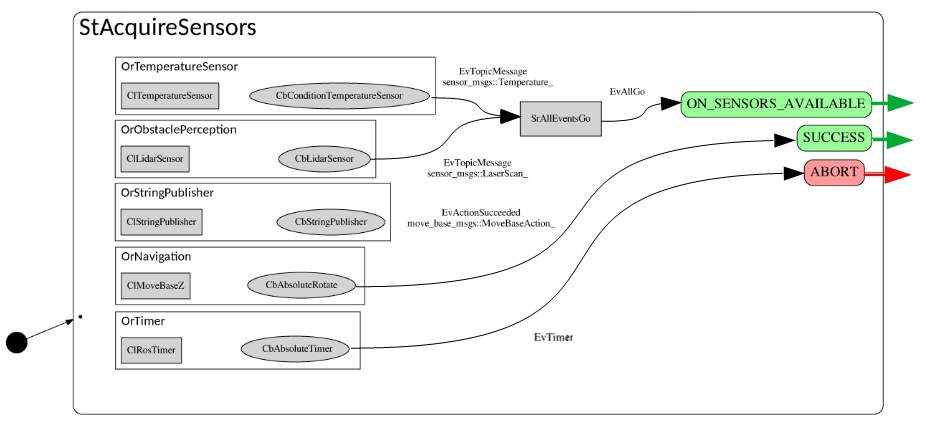 StAcquireSensors
OrTemperatureSensor
ClTemperatureSensor
CbConditionTemperatureSensor
EvTopicMessage
sensor_msgs::Temperature_
EvAllGo
SrAllEventsGo
ON_SENSORS_AVAILABLE
OrObstaclePerception
ClLidarSensor
CbLidarSensor
EvTopicMessage
sensor_msgs::LaserScan_
SUCCESS
ABORT
OrStringPublisher
ClStringPublisher
CbStringPublisher
EvActionSucceeded
move_base_msgs::MoveBaseAction_
OrNavigation
ClMoveBaseZ
CbAbsoluteRotate
OrTimer
ClRosTimer
CbAbsoluteTimer
EvTimer